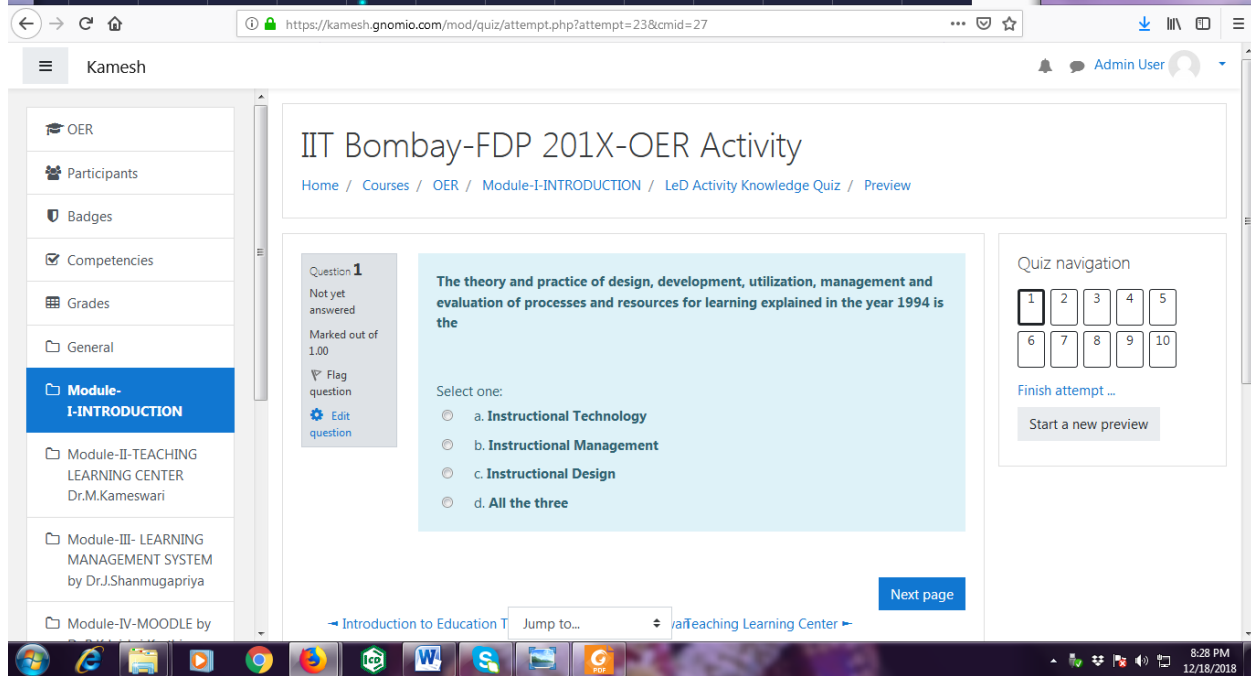 https://kamesh.gnomio.com/mod/quiz/attempt.php?attempt=23&cmid=27
Kamesh
Admin User
OER
Participants
Badges
Competencies
Grades
General
Module-
I-INTRODUCTION
Module-II-TEACHING
LEARNING CENTER
Dr.M.Kameswari
Module-III- LEARNING
MANAGEMENT SYSTEM
by Dr.J.Shanmugapriya
Module-IV-MOODLE by
IIT Bombay-FDP 201X-OER Activity
Home / Courses / OER / Module-I-INTRODUCTION / LeD Activity Knowledge Quiz / Preview
Question 1
Not yet
answered
Marked out of
1.00
Flag
question
Edit
question
The theory and practice of design, development, utilization, management and
evaluation of processes and resources for learning explained in the year 1994 is
the
Select one:
a. Instructional Technology
b. Instructional Management
c. Instructional Design
d. All the three
Next page
◄ Introduction to Education T
Jump to...
Teaching Learning Center ►
Quiz navigation
1 2 3 4 5
6 7 8 9 10
Finish attempt ...
Start a new preview
8:28 PM
12/18/2018